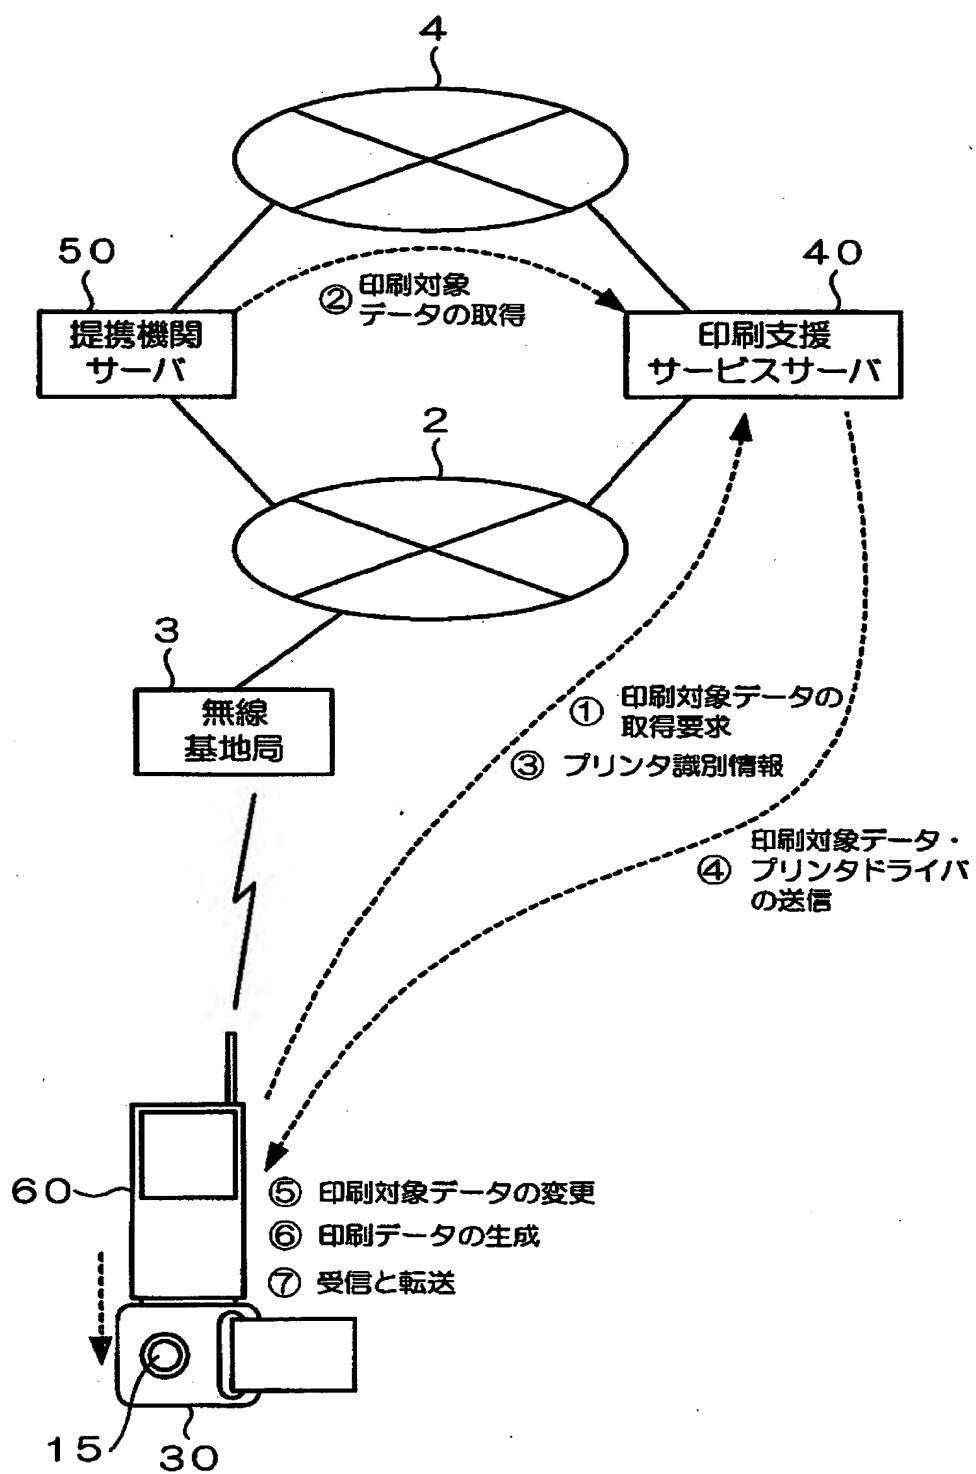 4
50
40
② 印刷対象
データの取得
提携機関
サーバ
印刷支援
サービスサーバ
2
3
無線
基地局
① 印刷対象データの
取得要求
③ プリンタ識別情報
印刷対象データ・
④ プリンタドライバ
の送信
60
⑤ 印刷対象データの変更
⑥ 印刷データの生成
⑦ 受信と転送
15
30